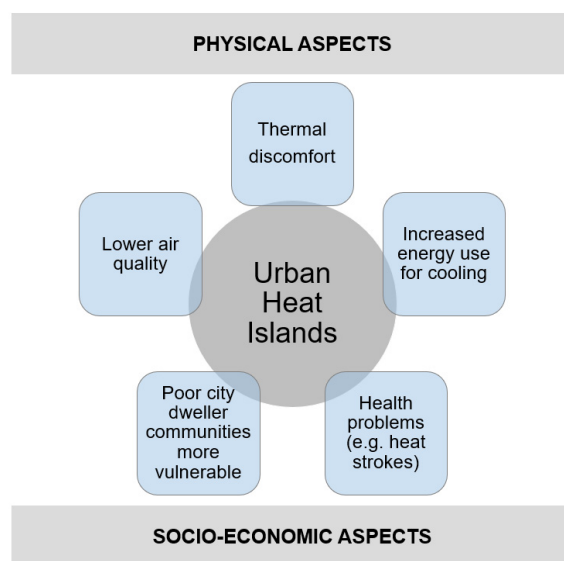 PHYSICAL ASPECTS
Thermal
discomfort
Lower air
quality
Increased
energy use
for cooling
Urban
Heat
Islands
Poor city
dweller
communities
more
vulnerable
Health
problems
(e.g. heat
strokes)
SOCIO-ECONOMIC ASPECTS